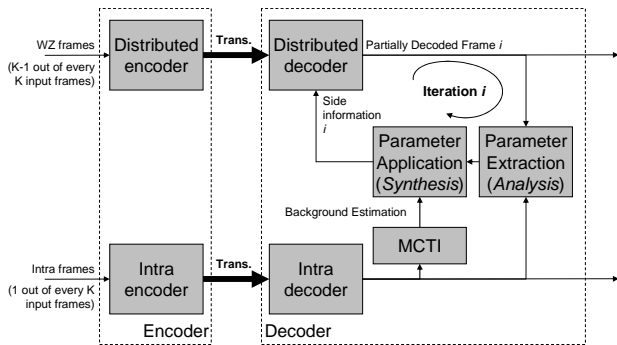 WZ frames
(K-1 out of every
K input frames)
Distributed
encoder
Trans.
Distributed
decoder
Partially Decoded Frame i
Iteration i
Side
information
i
Parameter
Application
(Synthesis)
Parameter
Extraction
(Analysis)
Background Estimation
MCTI
Intra frames
(1 out of every K
input frames)
Intra
encoder
Trans.
Intra
decoder
Encoder
Decoder